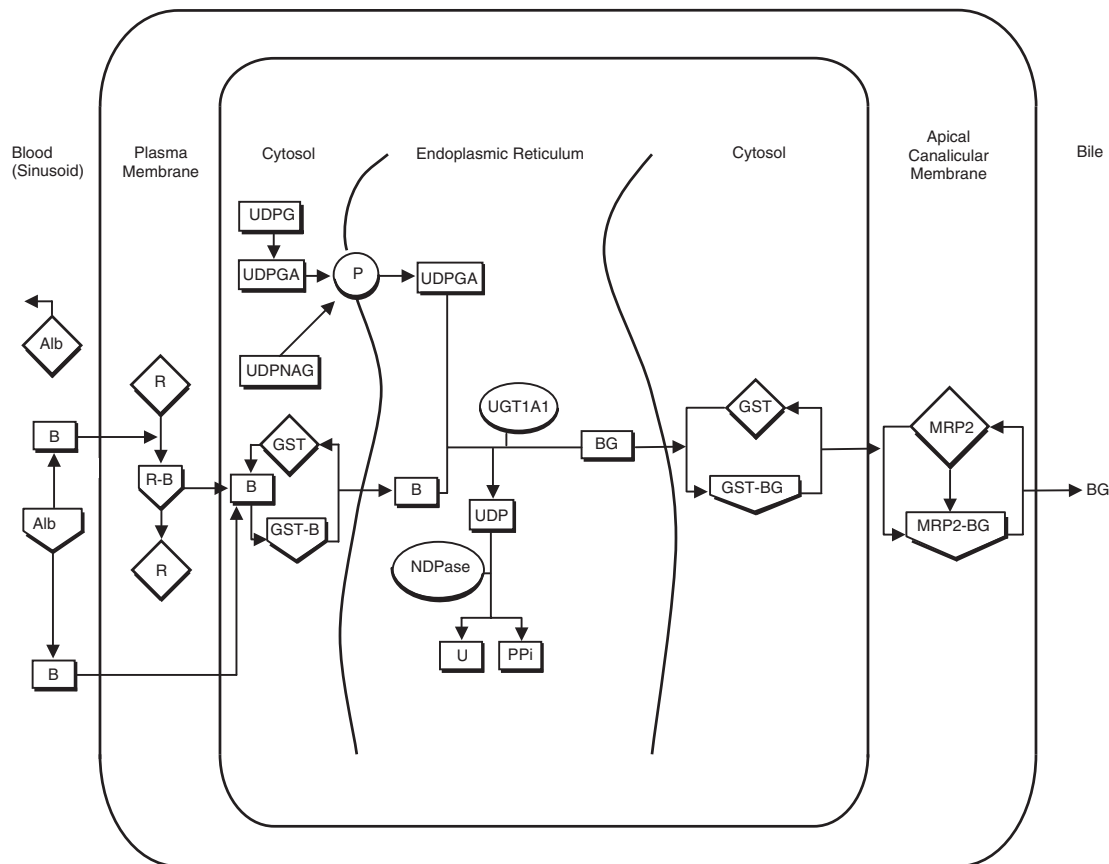 Blood
(Sinusoid)
Plasma
Membrane
Cytosol
Endoplasmic Reticulum
Cytosol
Apical
Canalicular
Membrane
Bile
UDPG
UDPGA
P
UDPGA
UDPNAG
Alb
R
B
R-B
Alb
R
B
GST
B
GST-B
B
UGT1A1
BG
UDP
NDPase
U
PPi
GST
GST-BG
MRP2
MRP2-BG
BG